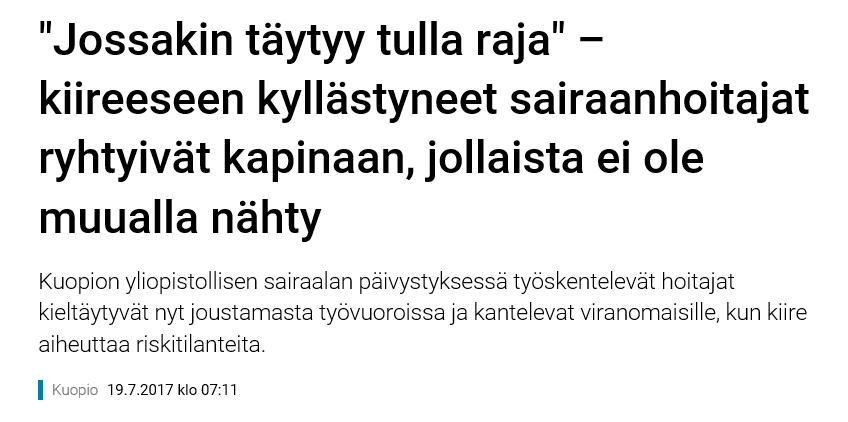 "Jossakin täytyy tulla raja" –
kiireeseen kyllästyneet sairaanhoitajat
ryhtyivät kapinaan, jollaista ei ole
muualla nähty
Kuopion yliopistollisen sairaalan päivystyksessä työskentelevät hoitajat
kieltäytyvät nyt joustamasta työvuoroissa ja kantelevat viranomaisille, kun kiire
aiheuttaa riskitilanteita.
Kuopio 19.7.2017 klo 07:11